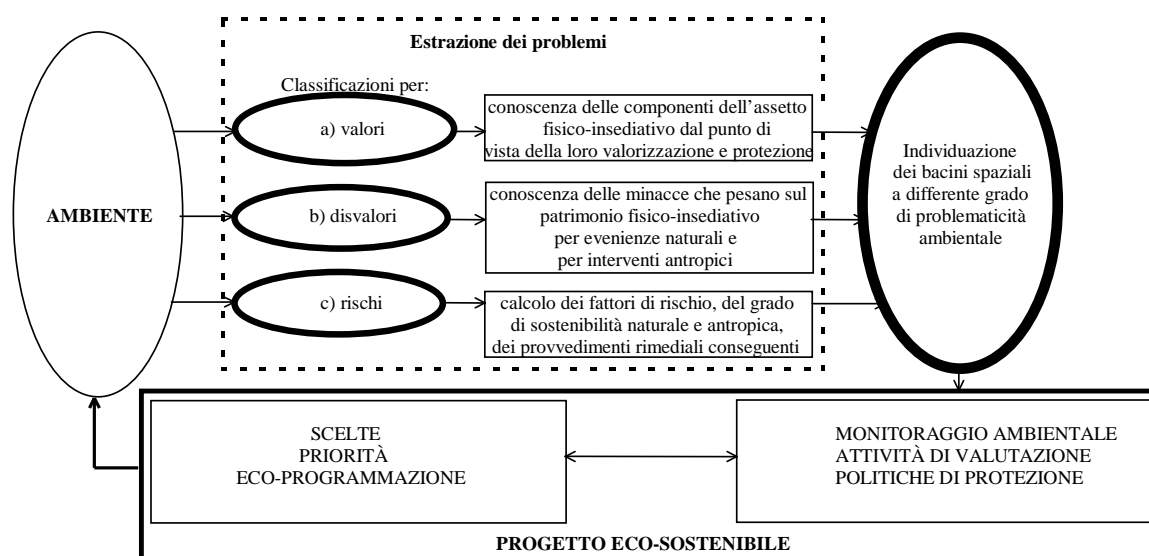 Estrazione dei problemi
Classificazioni per:
AMBIENTE
a) valori
conoscenza delle componenti dell’assetto
fisico-insediativo dal punto di
vista della loro valorizzazione e protezione
b) disvalori
conoscenza delle minacce che pesano sul
patrimonio fisico-insediativo
per evenienze naturali e
per interventi antropici
c) rischi
calcolo dei fattori di rischio, del grado
di sostenibilità naturale e antropica,
dei provvedimenti rimediali conseguenti
Individuazione
dei bacini spaziali
a differente grado
di problematicità
ambientale
SCELTE
PRIORITÀ
ECO-PROGRAMMAZIONE
MONITORAGGIO AMBIENTALE
ATTIVITÀ DI VALUTAZIONE
POLITICHE DI PROTEZIONE
PROGETTO ECO-SOSTENIBILE